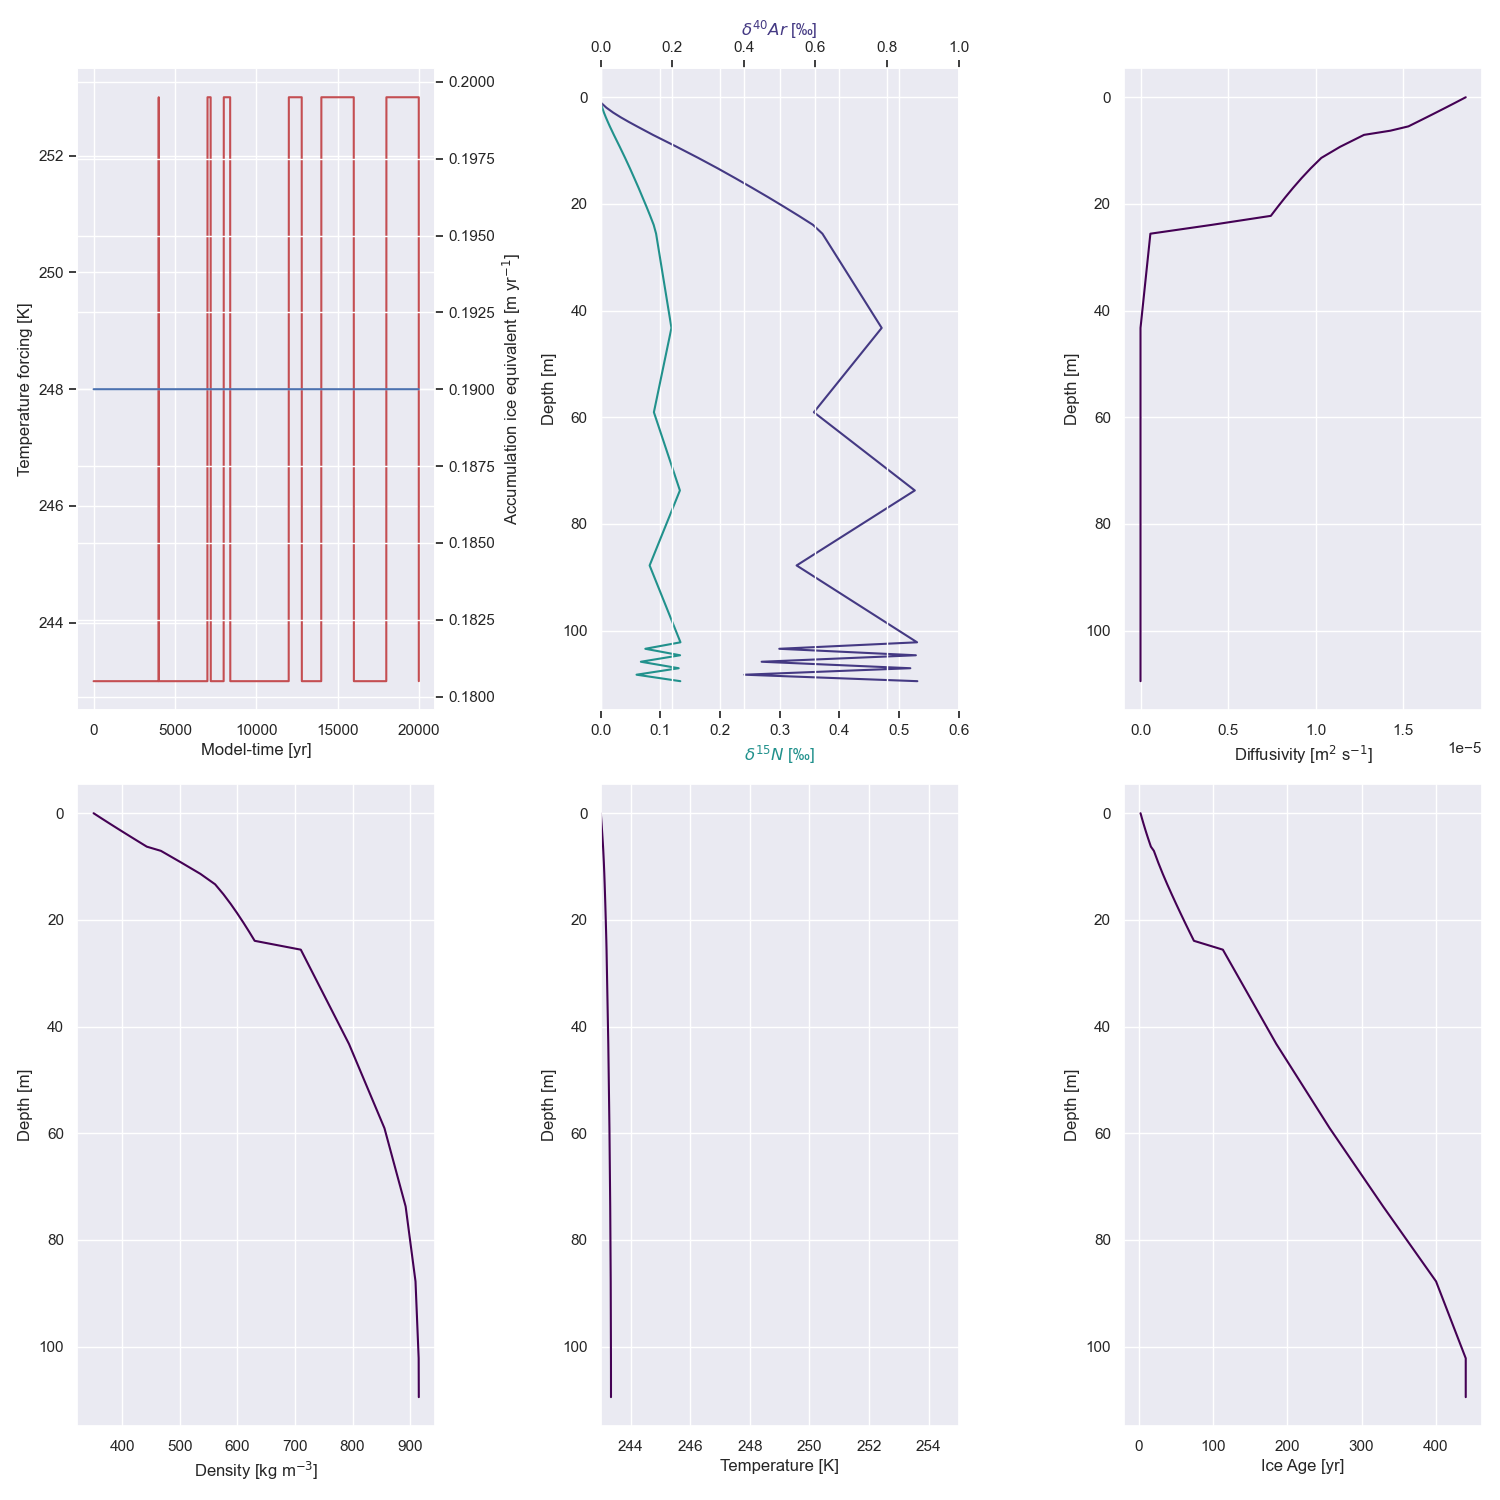 δ⁴⁰Ar [‰]
0.0 0.2 0.4 0.6 0.8 1.0
252
250
248
246
244
Temperature forcing [K]
0.2000
0.1975
0.1950
0.1925
0.1900
0.1875
0.1850
0.1825
0.1800
Accumulation ice equivalent [m yr⁻¹]
0 5000 10000 15000 20000
Model-time [yr]
0
20
40
60
80
100
Depth [m]
0.0 0.1 0.2 0.3 0.4 0.5 0.6
δ¹⁵N [‰]
0
20
40
60
80
100
Depth [m]
0.0 0.5 1.0 1.5
1e−5
Diffusivity [m² s⁻¹]
0
20
40
60
80
100
Depth [m]
400 500 600 700 800 900
Density [kg m⁻³]
0
20
40
60
80
100
Depth [m]
244 246 248 250 252 254
Temperature [K]
0
20
40
60
80
100
Depth [m]
0 100 200 300 400
Ice Age [yr]